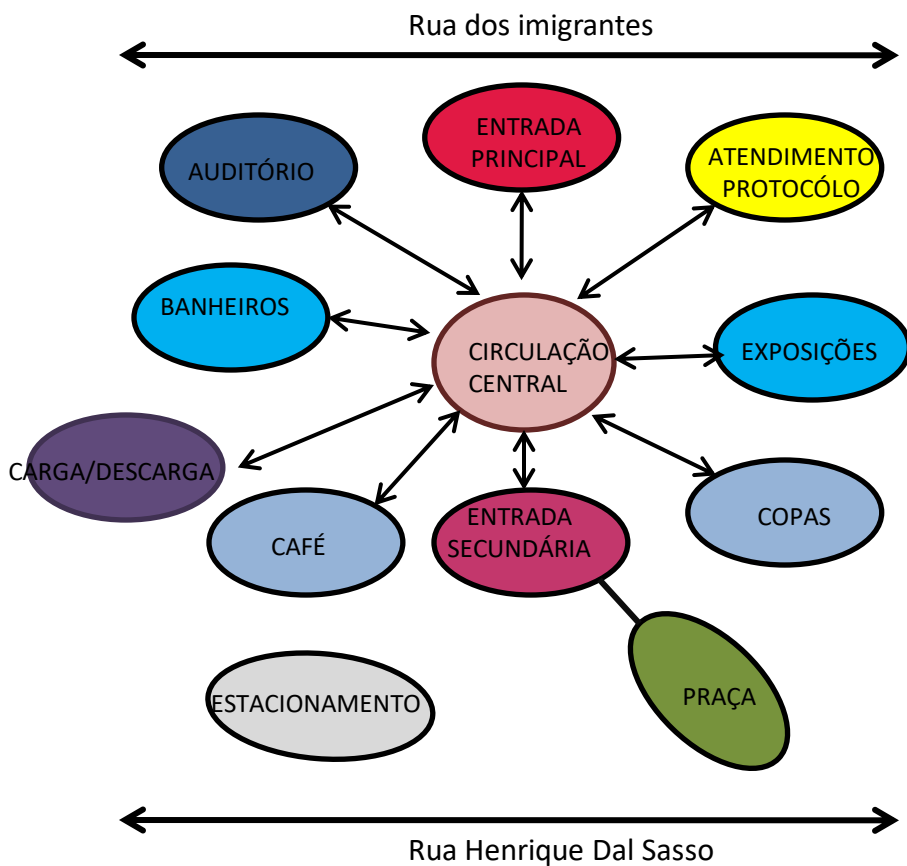 Rua dos imigrantes
ENTRADA
PRINCIPAL
AUDITÓRIO
ATENDIMENTO
PROTOCÓLO
BANHEIROS
CIRCULAÇÃO
CENTRAL
EXPOSIÇÕES
CARGA/DESCARGA
CAFÉ
ENTRADA
SECUNDÁRIA
COPAS
ESTACIONAMENTO
PRAÇA
Rua Henrique Dal Sasso